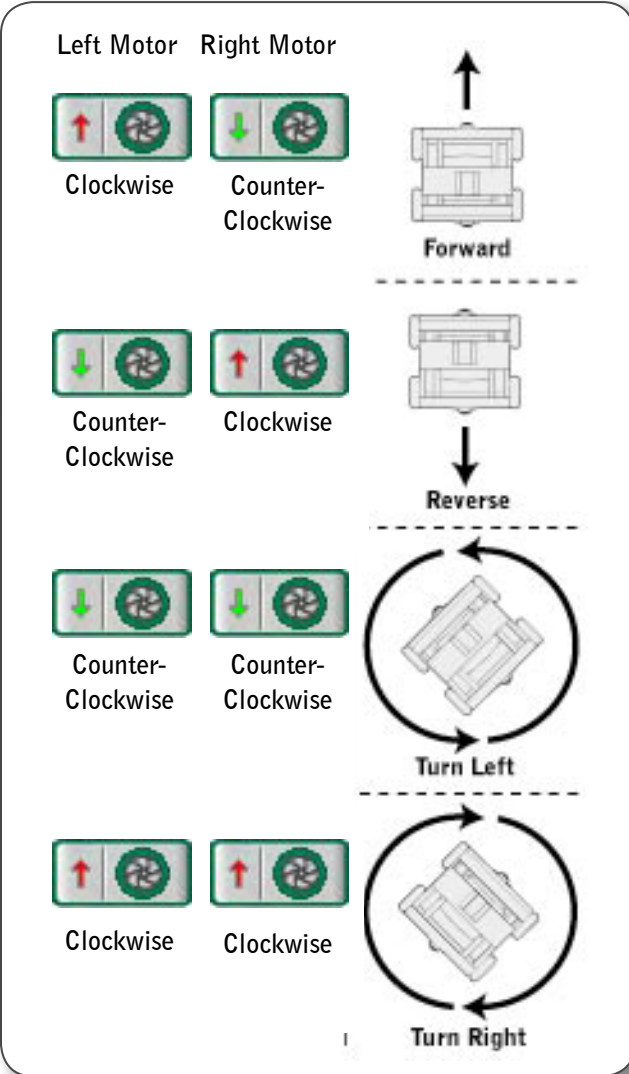 Left Motor Right Motor
Clockwise
Counter-
Clockwise
Forward
Counter-
Clockwise
Clockwise
Reverse
Counter-
Clockwise
Counter-
Clockwise
Turn Left
Clockwise
Clockwise
Turn Right